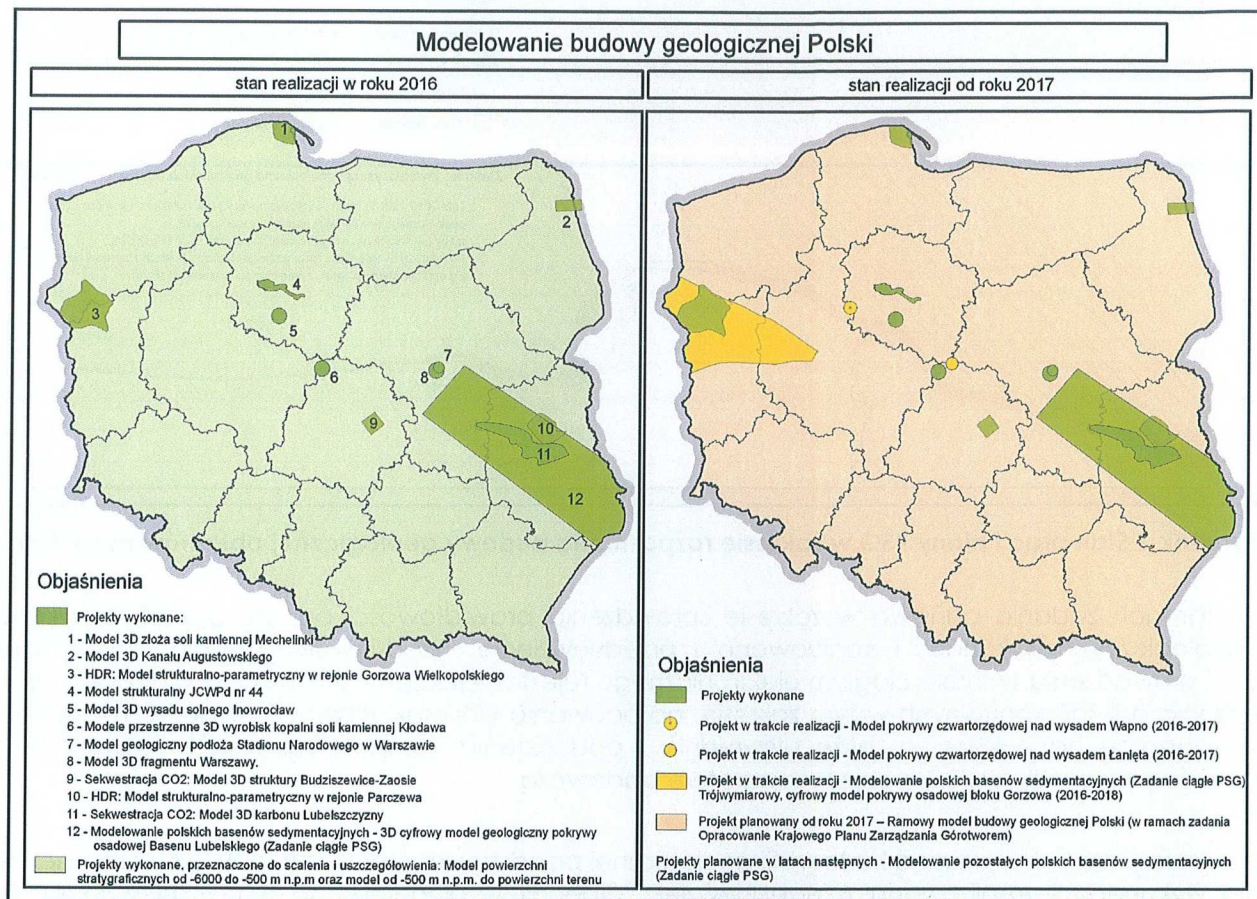 Modelowanie budowy geologicznej Polski
stan realizacji w roku 2016
1
2
3
4
5
6
7
8
9
10
11
12
Objaśnienia
Projekty wykonane:
1 - Model 3D złoża soli kamiennej Mechelinki
2 - Model 3D Kanału Augustowskiego
3 - HDR: Model strukturalno-parametryczny w rejonie Gorzowa Wielkopolskiego
4 - Model strukturalny JCWPd nr 44
5 - Model 3D wysadu solnego Inowrocław
6 - Modele przestrzenne 3D wyrobisk kopalni soli kamiennej Kłodawa
7 - Model geologiczny podłoża Stadionu Narodowego w Warszawie
8 - Model 3D fragmentu Warszawy.
9 - Sekwestracja CO2: Model 3D struktury Budziszewice-Zaosie
10 - HDR: Model strukturalno-parametryczny w rejonie Parczewa
11 - Sekwestracja CO2: Model 3D karbonu Lubelszczyny
12 - Modelowanie polskich basenów sedymentacyjnych - 3D cyfrowy model geologiczny pokrywy
osadowej Basenu Lubelskiego (Zadanie ciągłe PSG)
Projekty wykonane, przeznaczone do scalenia i uszczegółowienia: Model powierzchni
stratygraficznych od -6000 do -500 m n.p.m oraz model od -500 m n.p.m. do powierzchni terenu
stan realizacji od roku 2017
Objaśnienia
Projekty wykonane
Projekt w trakcie realizacji - Model pokrywy czwartorzędowej nad wysadem Wapno (2016-2017)
Projekt w trakcie realizacji - Model pokrywy czwartorzędowej nad wysadem Łanięta (2016-2017)
Projekt w trakcie realizacji - Modelowanie polskich basenów sedymentacyjnych (Zadanie ciągłe PSG)
Trójwymiarowy, cyfrowy model pokrywy osadowej bloku Gorzowa (2016-2018)
Projekt planowany od roku 2017 – Ramowy model budowy geologicznej Polski (w ramach zadania
Opracowanie Krajowego Planu Zarządzania Górotworem)
Projekty planowane w latach następnych - Modelowanie pozostałych polskich basenów sedymentacyjnych
(Zadanie ciągłe PSG)